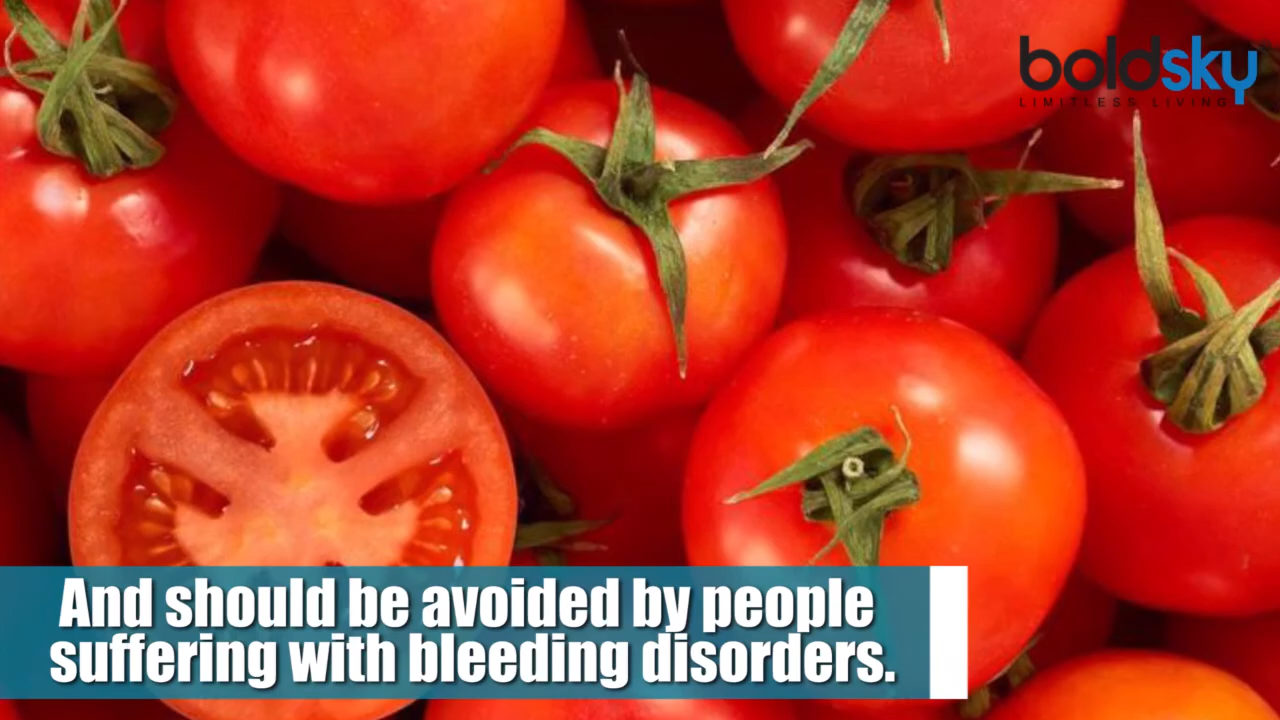 boldsky
LIMITLESS LIVING
And should be avoided by people
suffering with bleeding disorders.